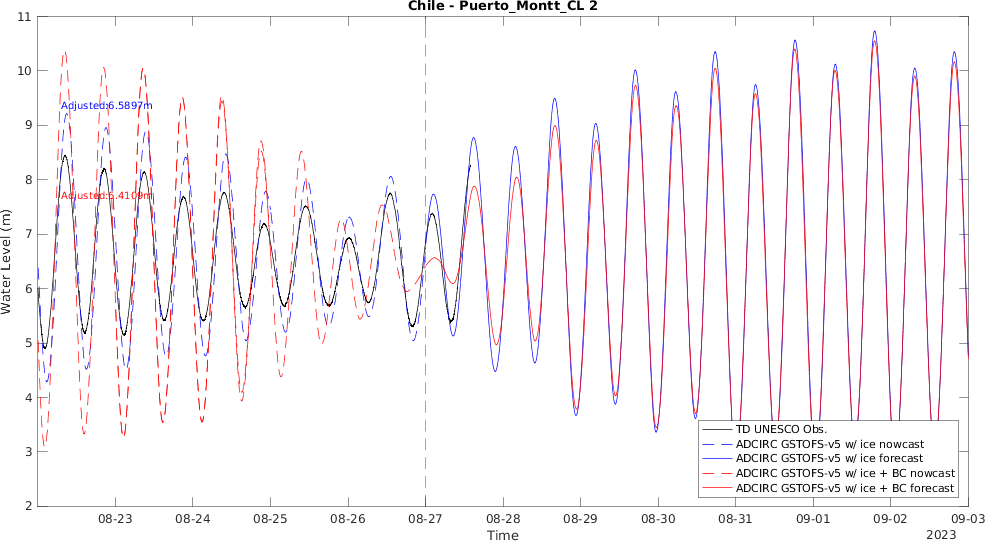 Chile - Puerto_Montt_CL 2
Water Level (m)
11
10
9
8
7
6
5
4
3
2
Adjusted:6.5897m
Adjusted:6.4109m
TD UNESCO Obs.
ADCIRC GSTOFS-v5 w/ ice nowcast
ADCIRC GSTOFS-v5 w/ ice forecast
ADCIRC GSTOFS-v5 w/ ice + BC nowcast
ADCIRC GSTOFS-v5 w/ ice + BC forecast
08-23 08-24 08-25 08-26 08-27 08-28 08-29 08-30 08-31 09-01 09-02 09-03
Time
2023